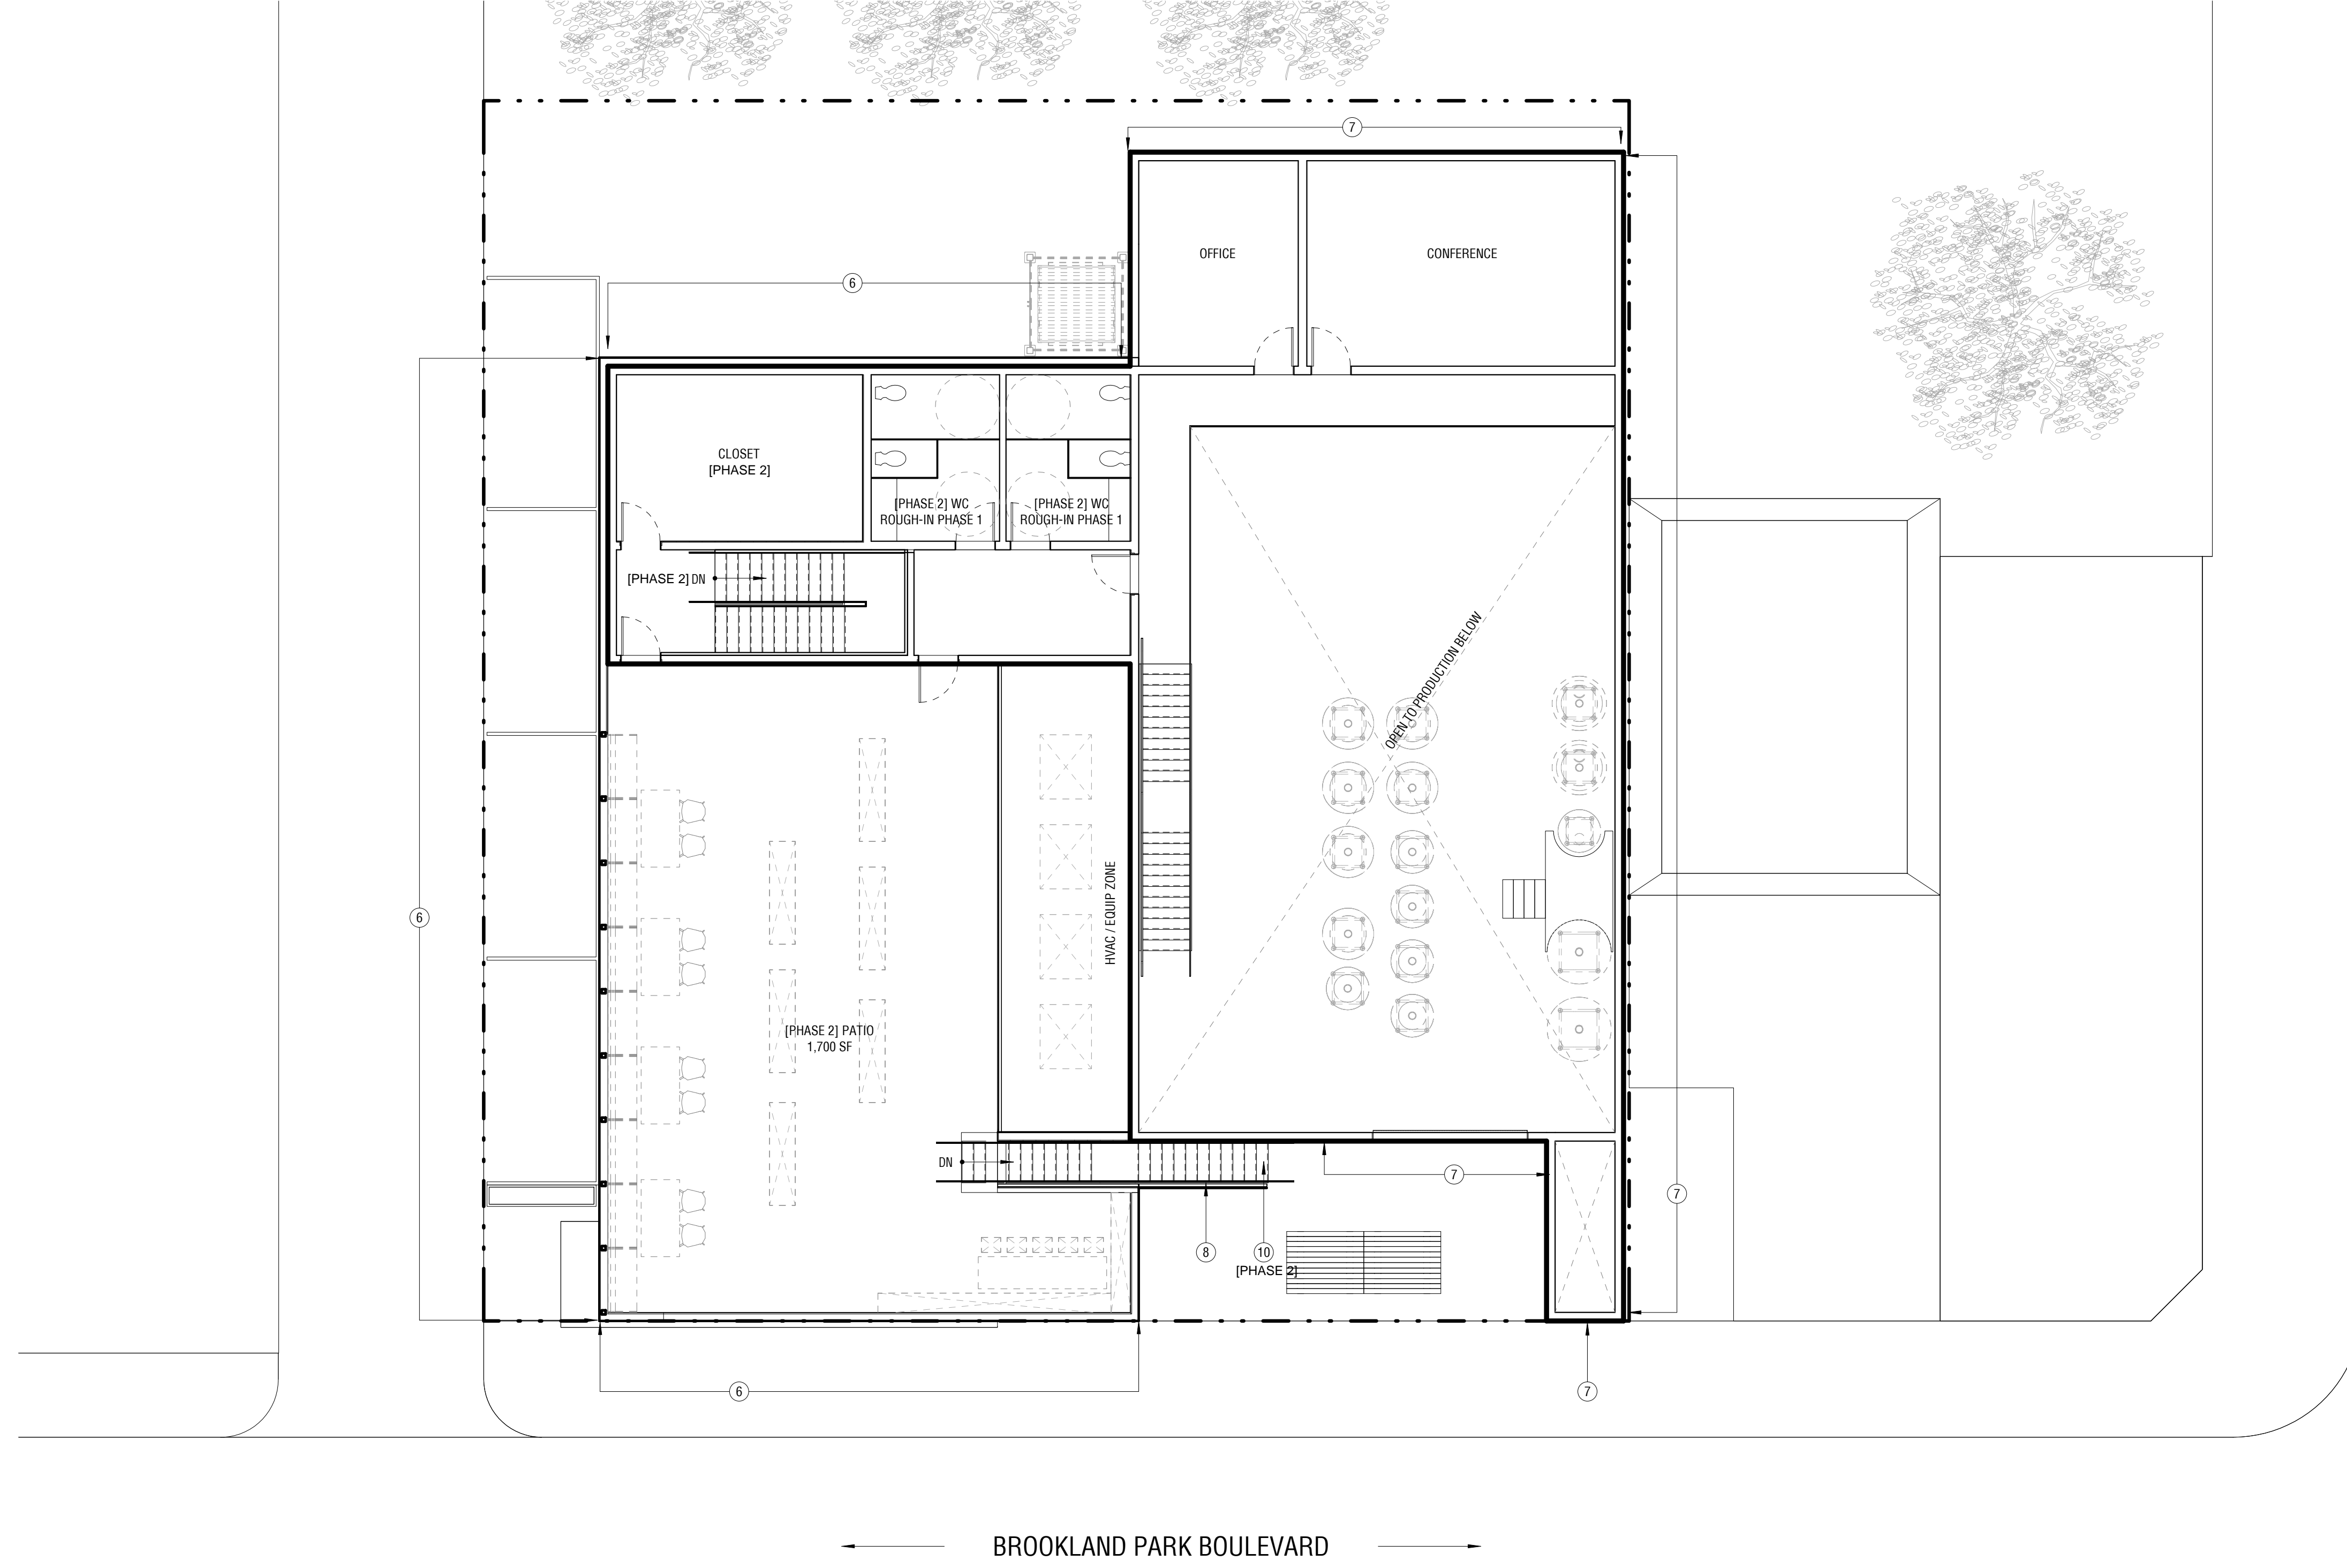 7
OFFICE
CONFERENCE
6
CLOSET
[PHASE 2]
[PHASE 2] WC
ROUGH-IN PHASE 1
[PHASE 2] WC
ROUGH-IN PHASE 1
[PHASE 2] DN
OPEN TO PRODUCTION BELOW
HVAC / EQUIP ZONE
6
[PHASE 2] PATIO
1,700 SF
DN
7
7
8
10
[PHASE 2]
6
7
BROOKLAND PARK BOULEVARD